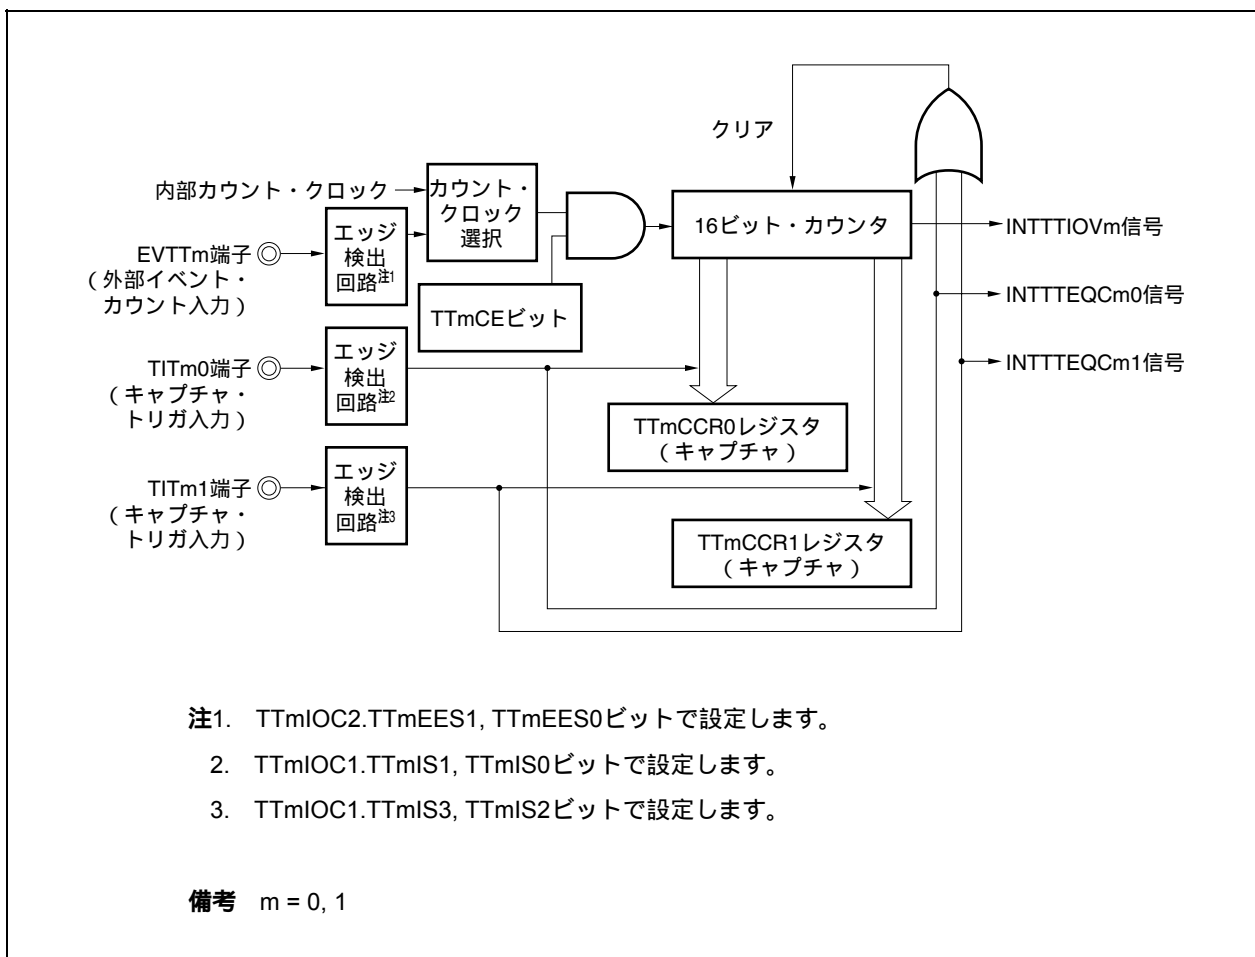 クリア
内部カウント・クロック
カウント・
クロック
選択
16ビット・カウンタ
INTTTIOVm信号
EVTTm端子
(外部イベント・
カウント入力)
エッジ
検出
回路注1
TTmCEビット
INTTTEQCm0信号
TITm0端子
(キャプチャ・
トリガ入力)
エッジ
検出
回路注2
INTTTEQCm1信号
TTmCCR0レジスタ
(キャプチャ)
TITm1端子
(キャプチャ・
トリガ入力)
エッジ
検出
回路注3
TTmCCR1レジスタ
(キャプチャ)
注1. TTmIOC2.TTmEES1, TTmEES0ビットで設定します。
2. TTmIOC1.TTmIS1, TTmIS0ビットで設定します。
3. TTmIOC1.TTmIS3, TTmIS2ビットで設定します。
備考 m = 0, 1